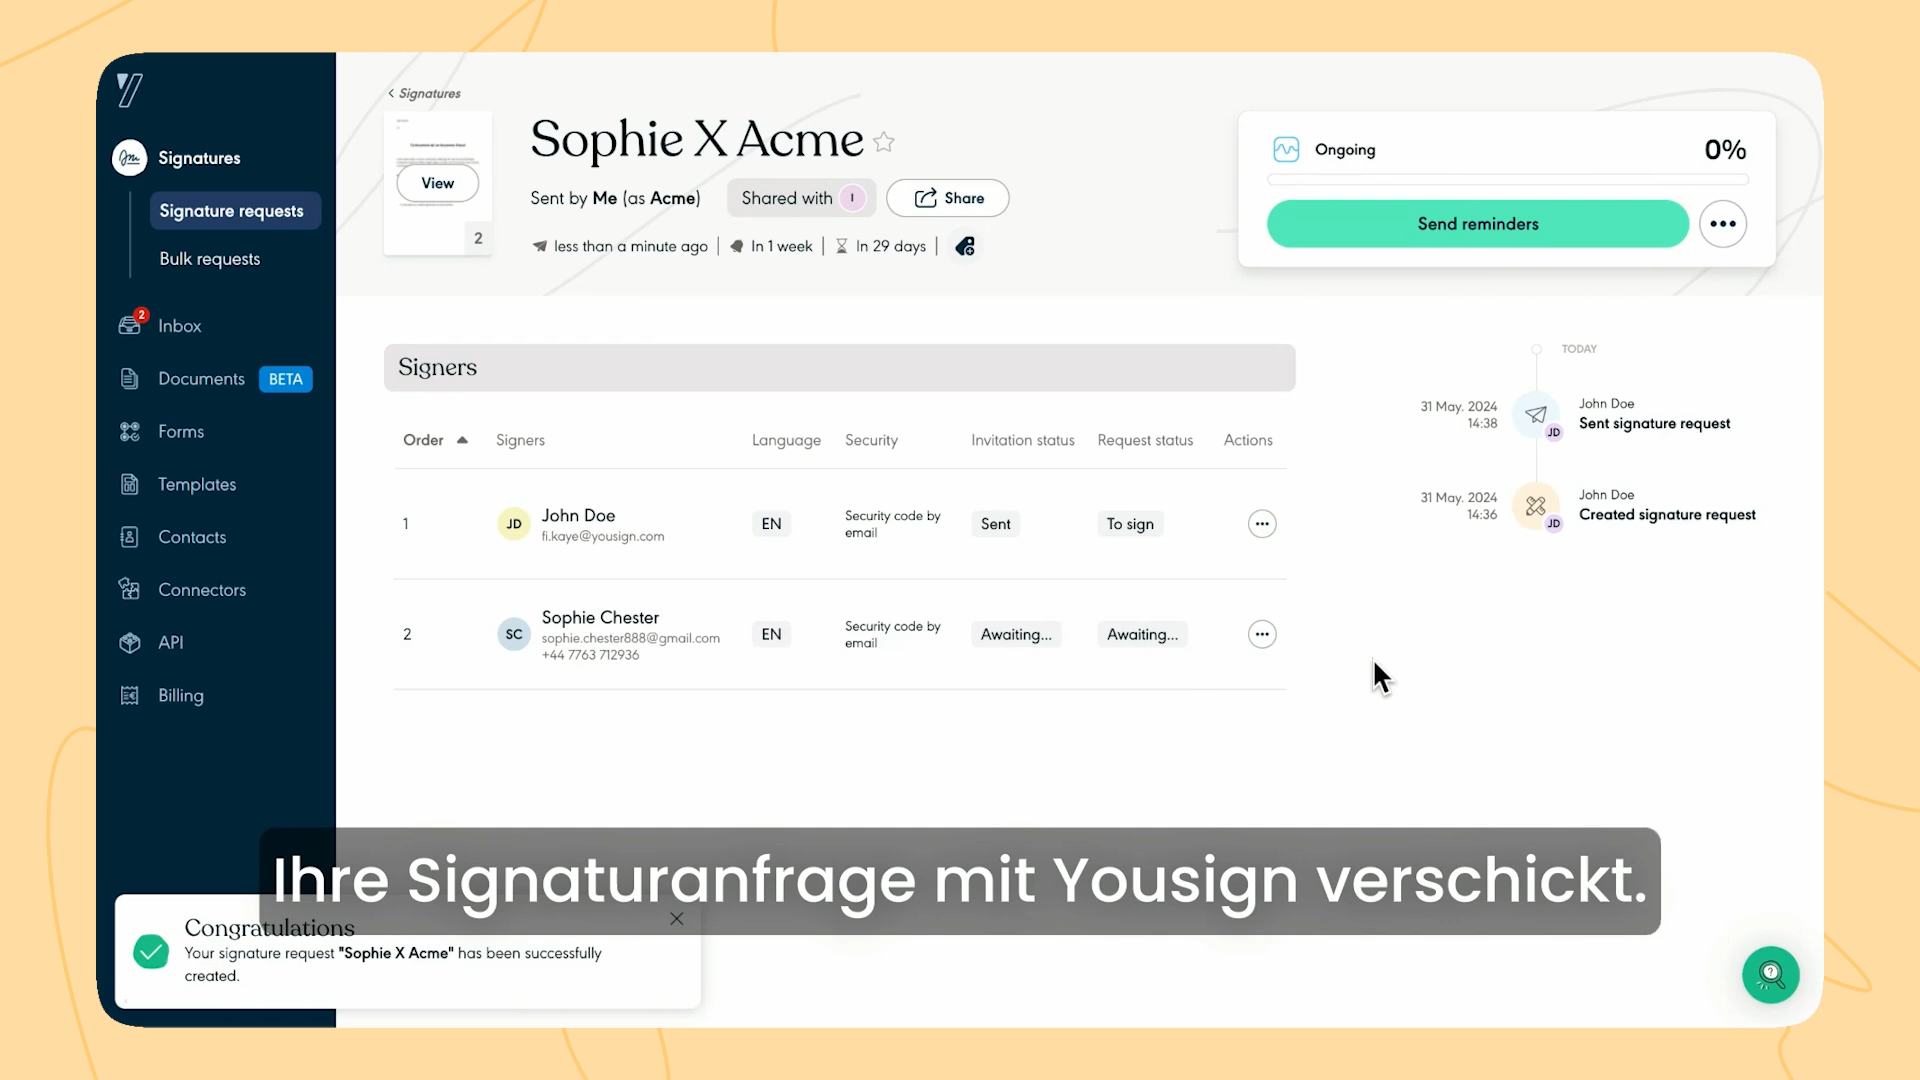 Signatures
Signature requests
Bulk requests
2
Inbox
Documents BETA
Forms
Templates
Contacts
Connectors
API
Billing
< Signatures
View
2
Sophie X Acme
Sent by Me (as Acme)
Shared with I
Share
less than a minute ago | In 1 week | In 29 days |
Ongoing 0%
Send reminders
Signers
Order Signers Language Security Invitation status Request status Actions
1 JD John Doe
fi.kaye@yousign.com
EN
Security code by
email
Sent
To sign
2 SC Sophie Chester
sophie.chester888@gmail.com
+44 7763 712936
EN
Security code by
email
Awaiting...
Awaiting...
TODAY
31 May. 2024
14:38
JD
John Doe
Sent signature request
31 May. 2024
14:36
JD
John Doe
Created signature request
Ihre Signaturanfrage mit Yousign verschickt.
Congratulations
Your signature request "Sophie X Acme" has been successfully
created.